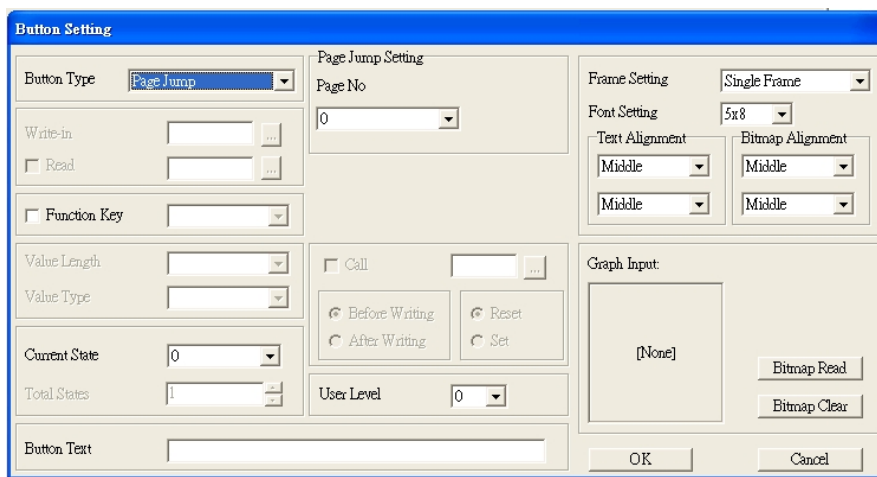 Button Setting
Button Type Page Jump
Write-in ...
Read ...
Function Key
Value Length
Value Type
Current State 0
Total States 1
Button Text
Page Jump Setting
Page No
0
Call ...
Before Writing Reset
After Writing Set
User Level 0
Frame Setting Single Frame
Font Setting 5x8
Text Alignment Bitmap Alignment
Middle Middle
Middle Middle
Graph Input:
[None]
Bitmap Read
Bitmap Clear
OK Cancel